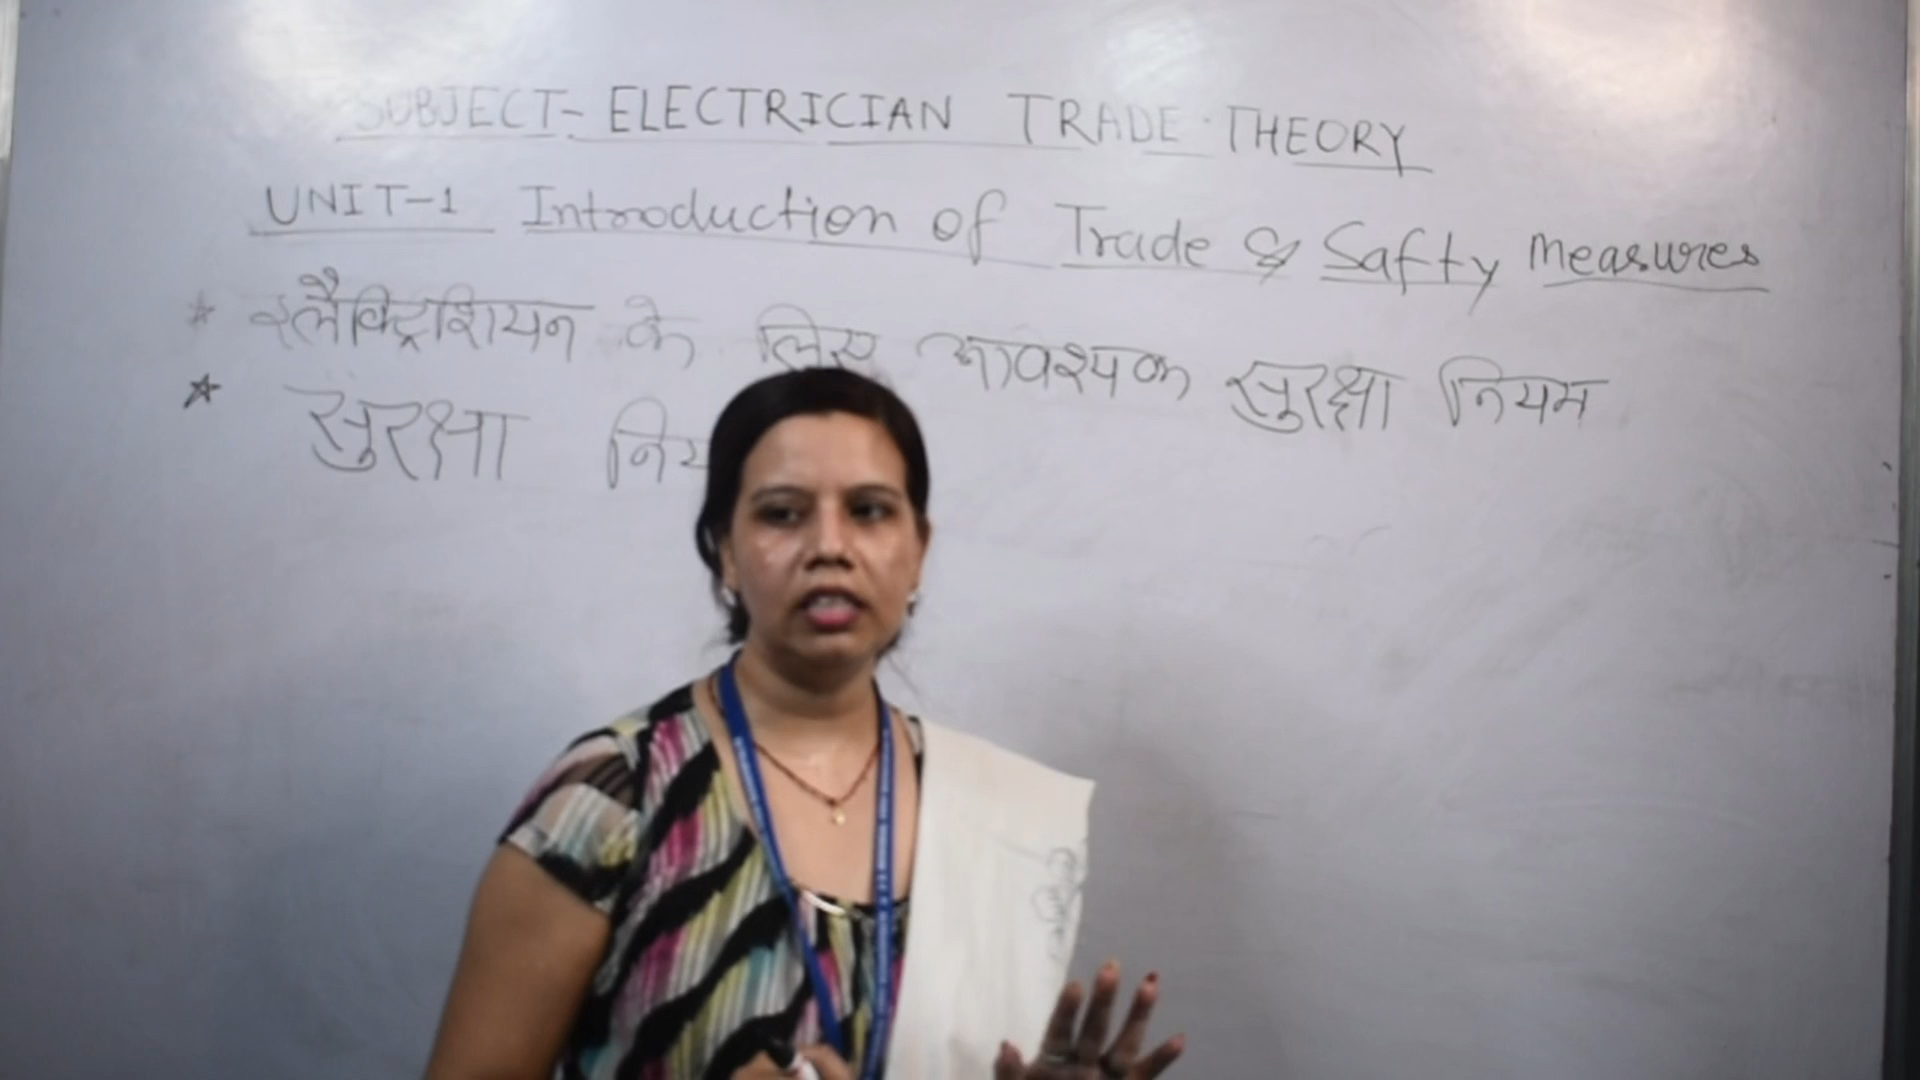 SUBJECT- ELECTRICIAN TRADE THEORY
UNIT-1 Introduction of Trade & Safty Measures
* इलैक्ट्रिशियन के लिए आवश्यक सुरक्षा नियम
* सुरक्षा